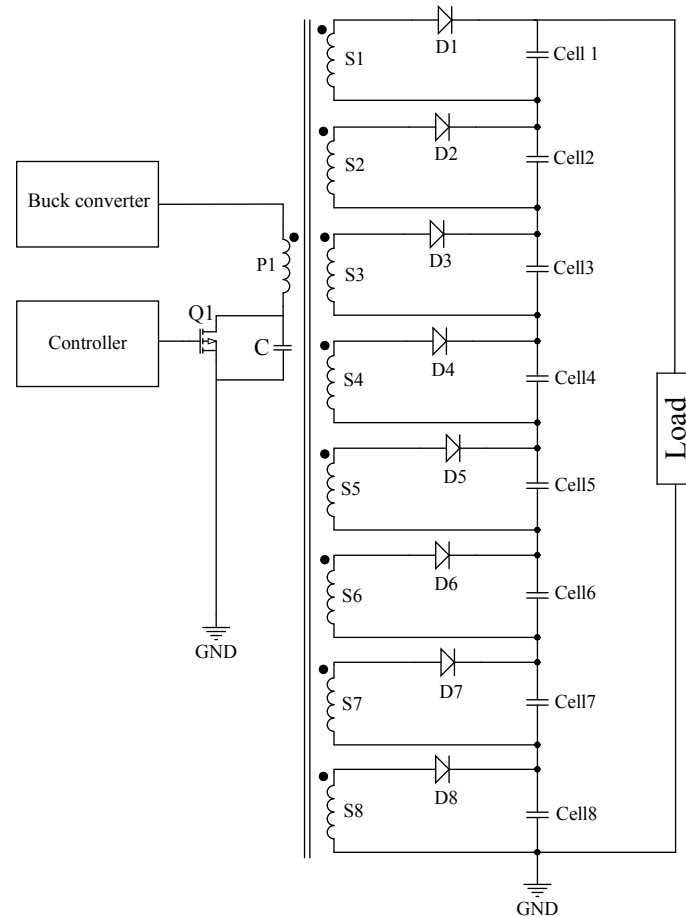 D1
S1
Cell 1
D2
S2
Cell2
Buck converter
P1
D3
S3
Cell3
Q1
Controller
C
D4
S4
Cell4
Load
D5
S5
Cell5
D6
S6
Cell6
GND
D7
S7
Cell7
D8
S8
Cell8
GND